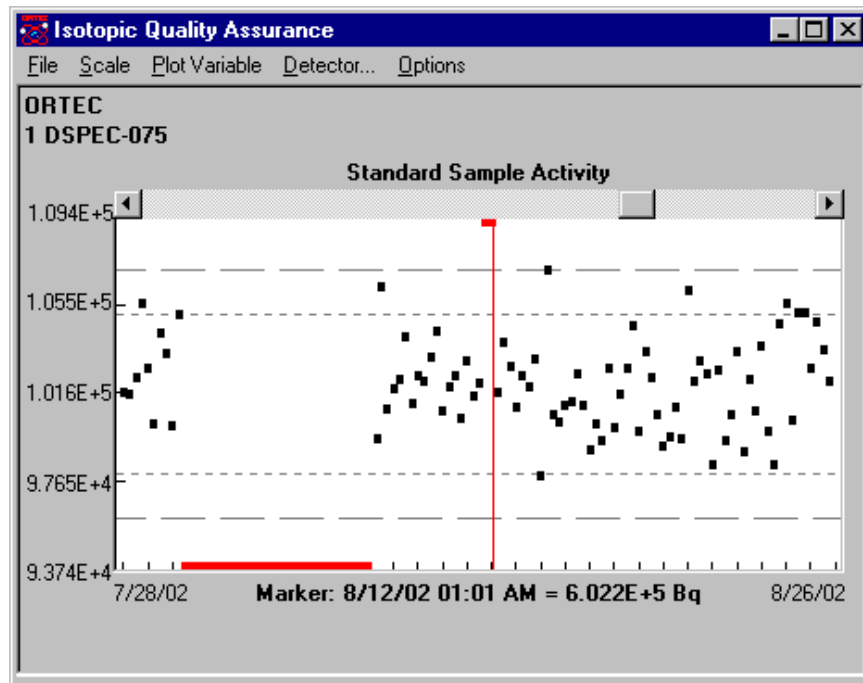 ORTEC
Isotopic Quality Assurance
File Scale Plot Variable Detector... Options
ORTEC
1 DSPEC-075
Standard Sample Activity
1.094E+5
1.055E+5
1.016E+5
9.765E+4
9.374E+4
7/28/02 Marker: 8/12/02 01:01 AM = 6.022E+5 Bq 8/26/02